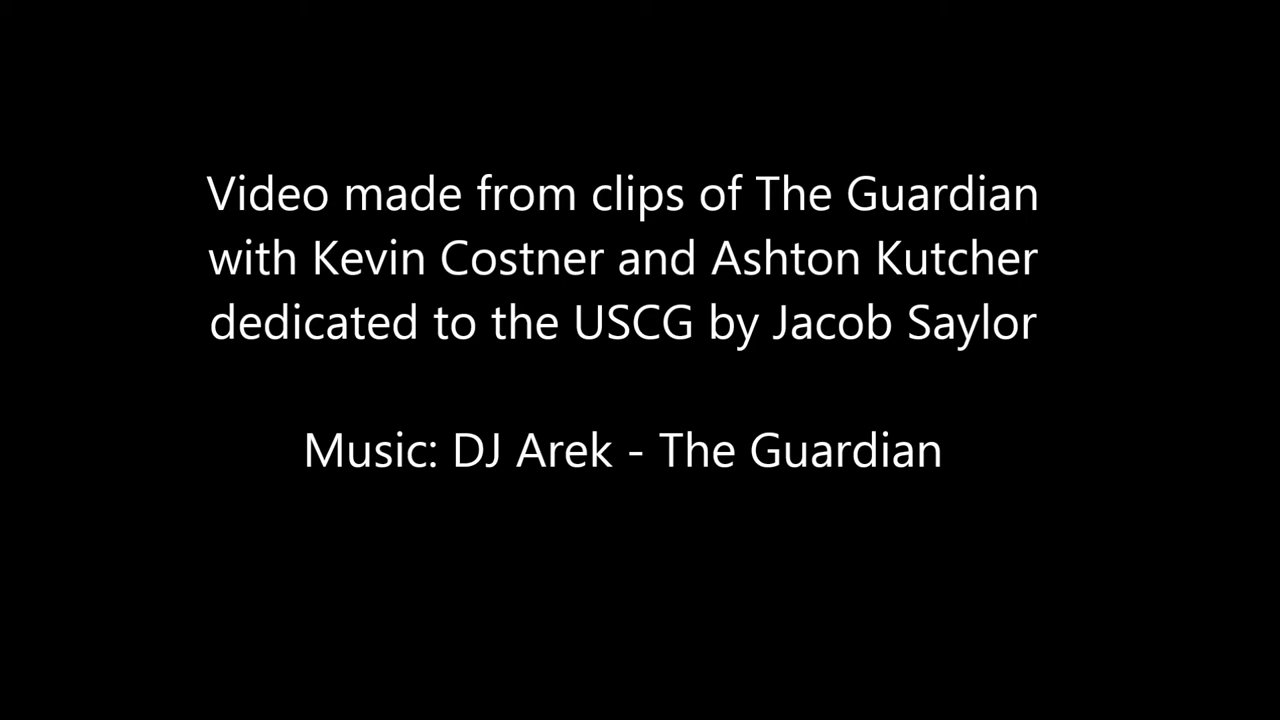 Video made from clips of The Guardian
with Kevin Costner and Ashton Kutcher
dedicated to the USCG by Jacob Saylor
Music: DJ Arek - The Guardian